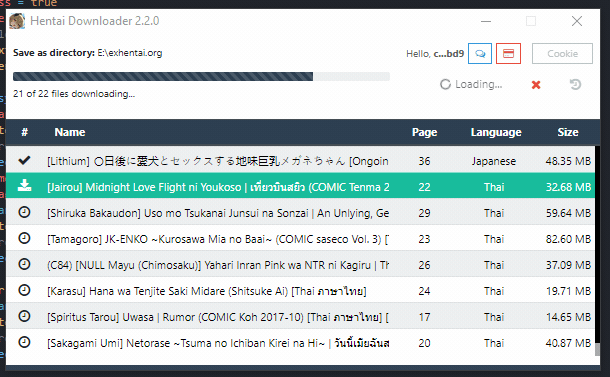 ss = true
Hentai Downloader 2.2.0
Save as directory: E:\exhentai.org
Hello, c...bd9
Cookie
21 of 22 files downloading...
Loading...
# Name Page Language Size
[Lithium] 〇日後に愛犬とセックスする地味巨乳メガネちゃん [Ongoin 36 Japanese 48.35 MB
[Jairou] Midnight Love Flight ni Youkoso | เที่ยวบินสยิว (COMIC Tenma 2 22 Thai 32.68 MB
[Shiruka Bakaudon] Uso mo Tsukanai Junsui na Sonzai | An Unlying, Ge 29 Thai 59.64 MB
[Tamagoro] JK-ENKO ~Kurosawa Mia no Baai~ (COMIC saseco Vol. 3) [T 23 Thai 82.60 MB
(C84) [NULL Mayu (Chimosaku)] Yahari Inran Pink wa NTR ni Kagiru | Th 26 Thai 37.09 MB
[Karasu] Hana wa Tenjite Saki Midare (Shitsuke Ai) [Thai ภาษาไทย] 24 Thai 19.71 MB
[Spiritus Tarou] Uwasa | Rumor (COMIC Koh 2017-10) [Thai ภาษาไทย] [ 17 Thai 14.65 MB
[Sakagami Umi] Netorase ~Tsuma no Ichiban Kirei na Hi~ | วันนี้เมียฉันส 20 Thai 40.87 MB